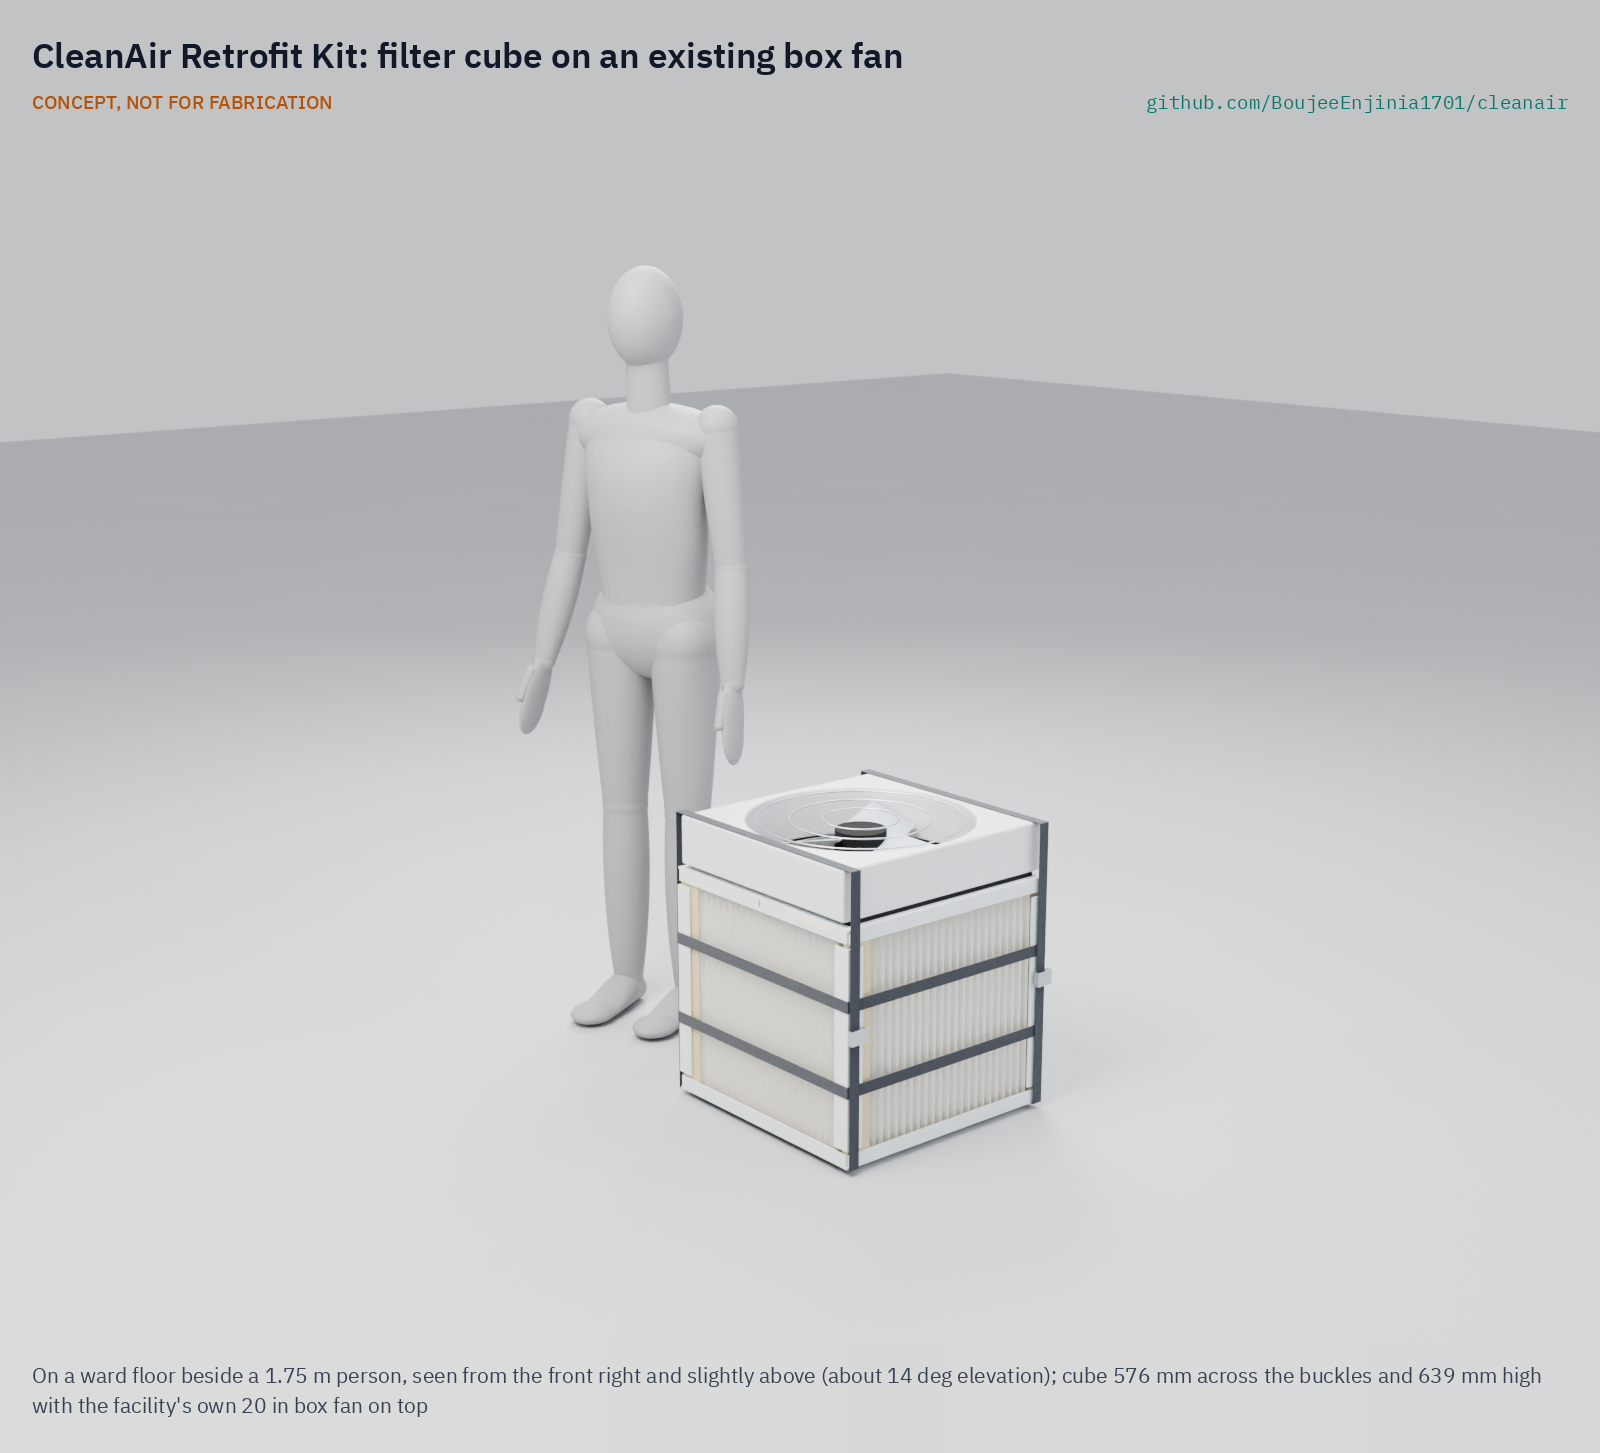 CleanAir Retrofit Kit: filter cube on an existing box fan
CONCEPT, NOT FOR FABRICATION
github.com/BoujeeEnjinia1701/cleanair
On a ward floor beside a 1.75 m person, seen from the front right and slightly above (about 14 deg elevation); cube 576 mm across the buckles and 639 mm high
with the facility's own 20 in box fan on top